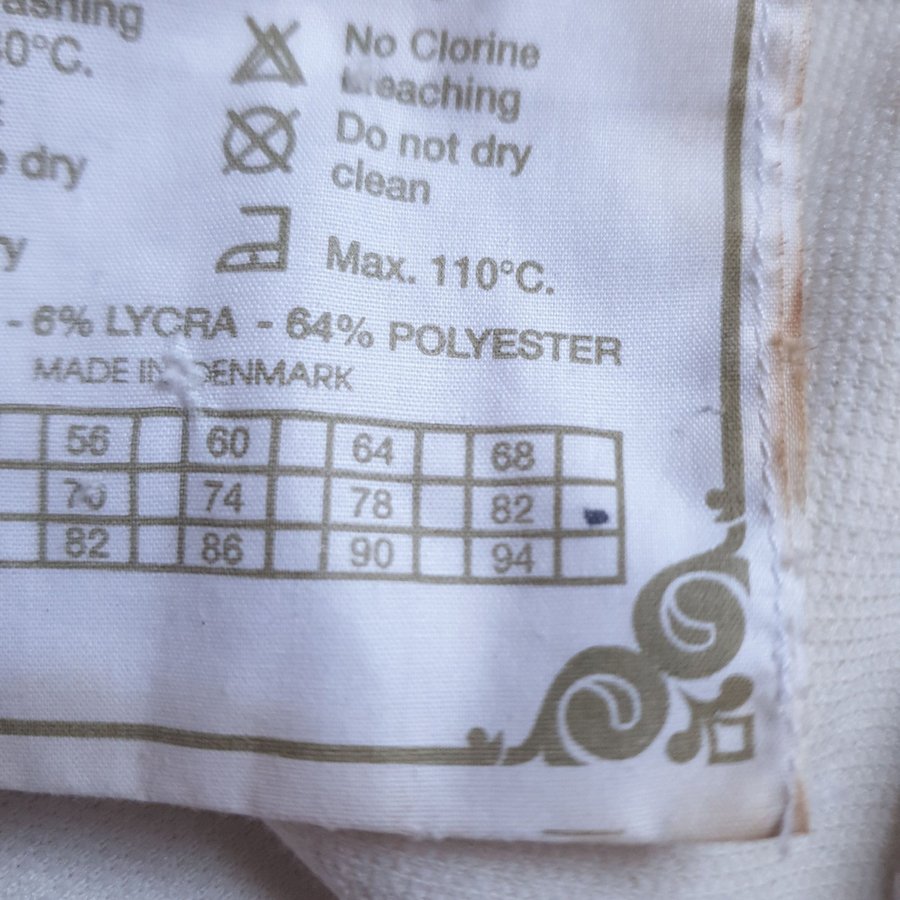 ashing
No Clorine
0°C.
Bleaching
Do not dry
dry
clean
Max. 110°C.
- 6% LYCRA - 64% POLYESTER
MADE IN DENMARK
56 60 64 68
70 74 78 82
82 86 90 94